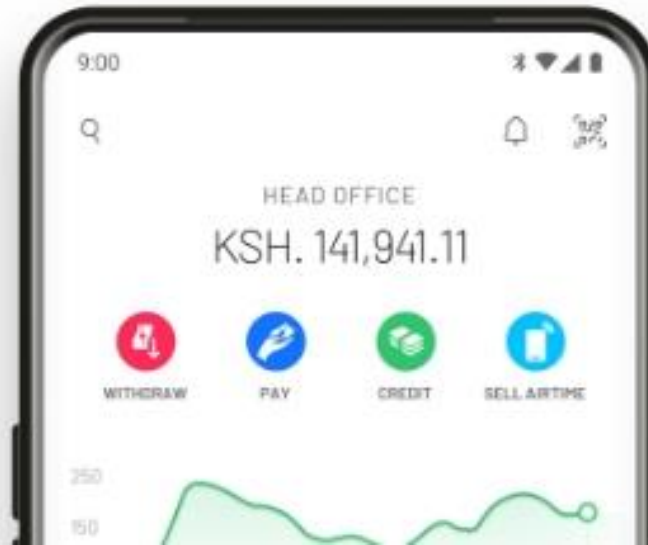 9:00
HEAD OFFICE
KSH. 141,941.11
WITHDRAW PAY CREDIT SELL AIRTIME
250
150